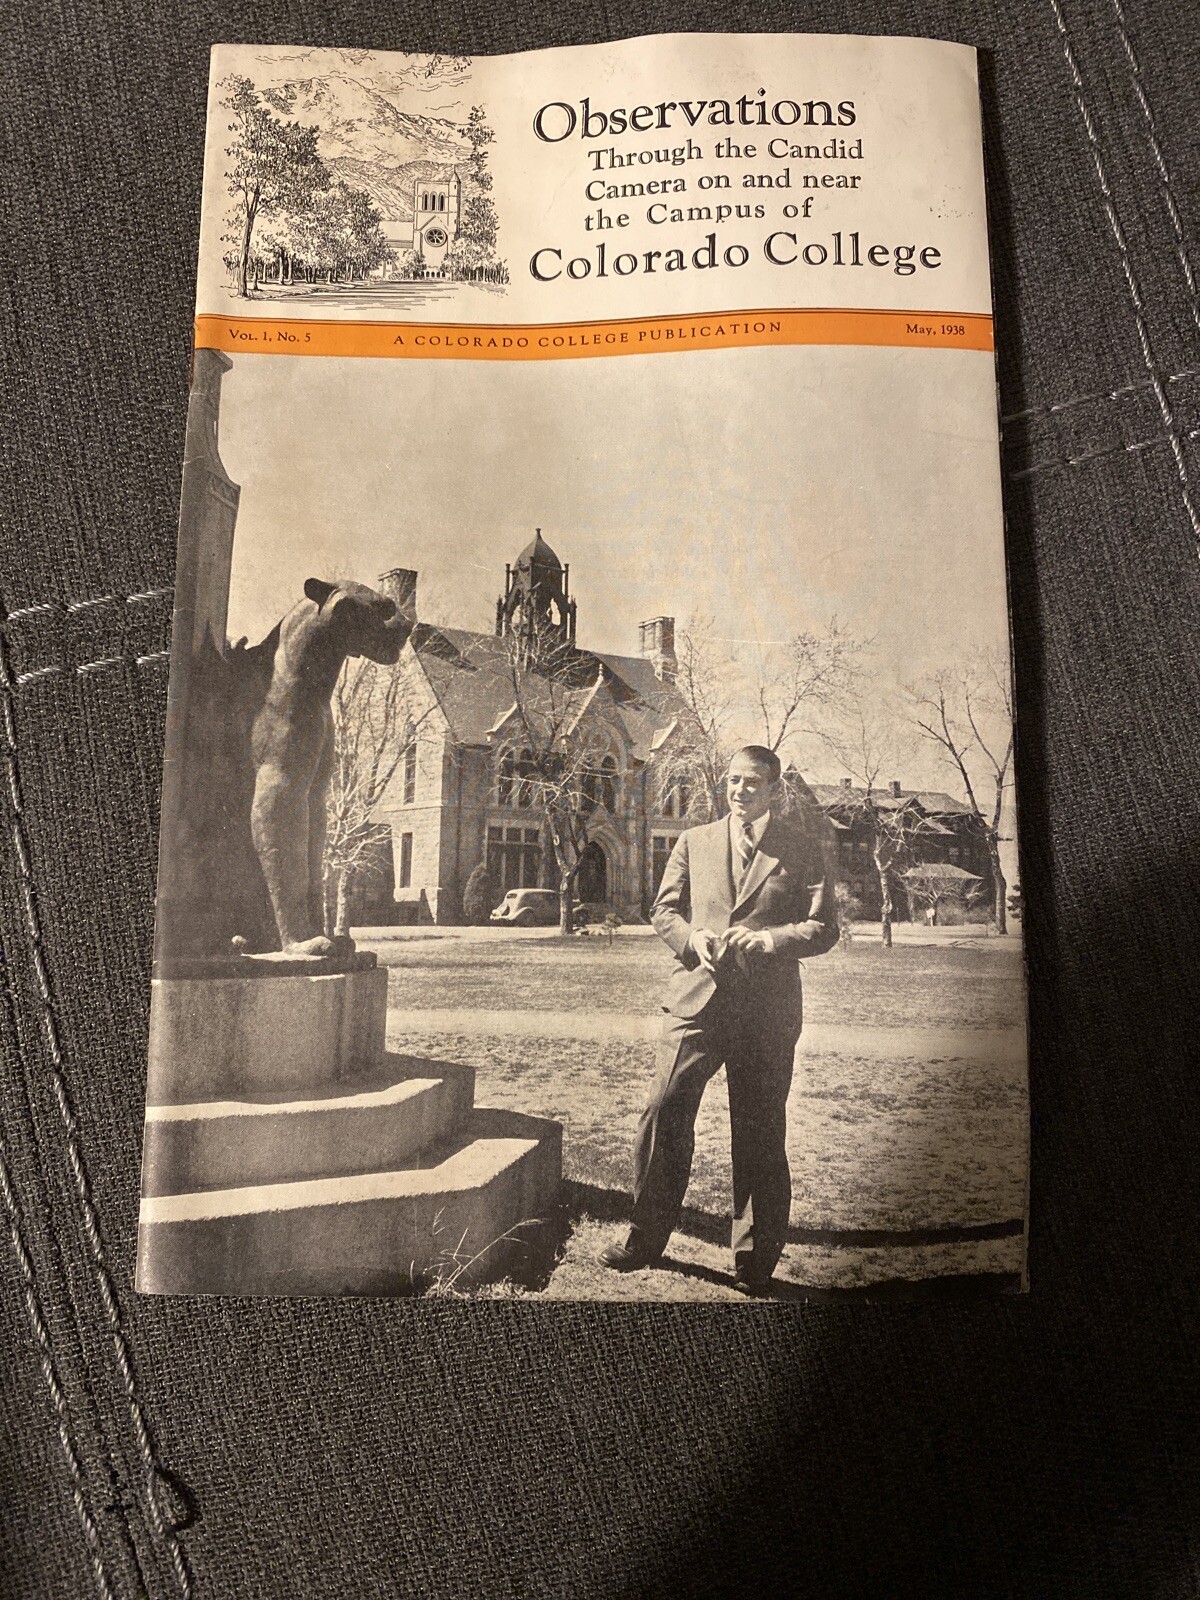 Observations
Through the Candid
Camera on and near
the Campus of
Colorado College
Vol. 1, No. 5
A COLORADO COLLEGE PUBLICATION
May, 1938